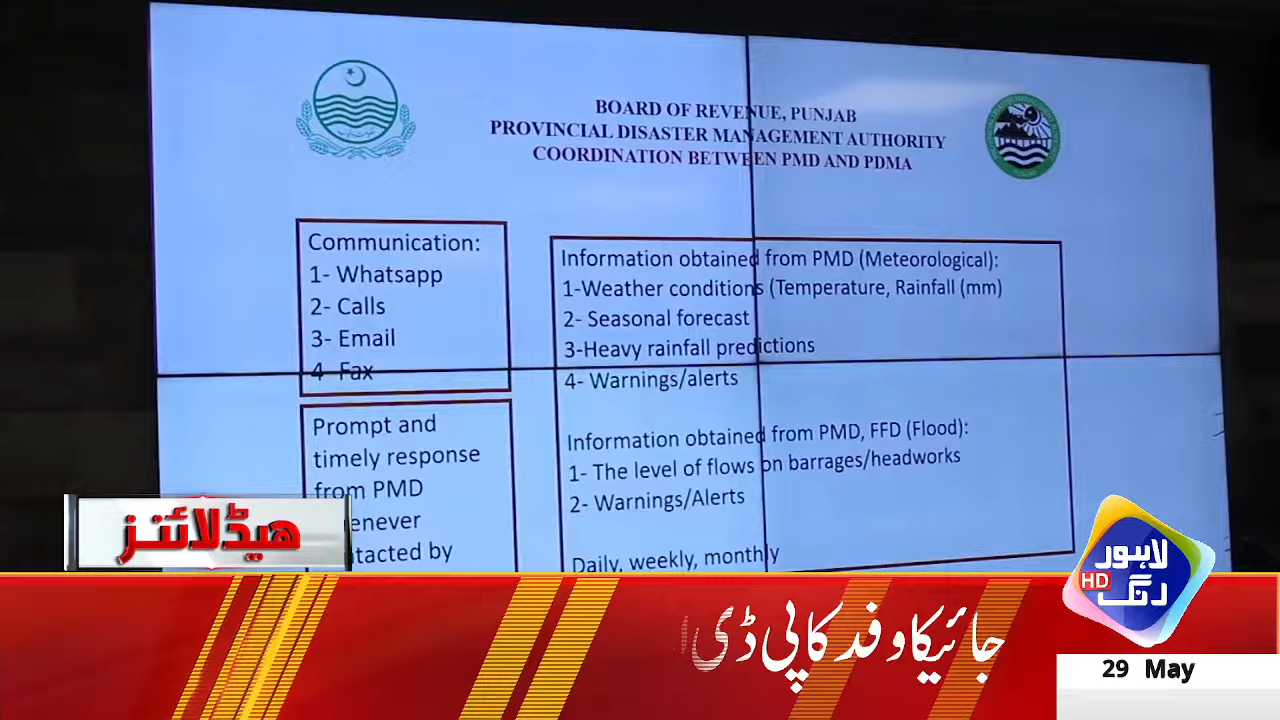 BOARD OF REVENUE, PUNJAB
PROVINCIAL DISASTER MANAGEMENT AUTHORITY
COORDINATION BETWEEN PMD AND PDMA
Communication:
1- Whatsapp
2- Calls
3- Email
4- Fax
Prompt and
timely response
from PMD
enever
ntacted by
Information obtained from PMD (Meteorological):
1-Weather conditions (Temperature, Rainfall (mm)
2- Seasonal forecast
3-Heavy rainfall predictions
4- Warnings/alerts
Information obtained from PMD, FFD (Flood):
1- The level of flows on barrages/headworks
2- Warnings/Alerts
Daily, weekly, monthly
ہیڈلائنز
لاہور
HD رنگ
جائیکا وفد کا پی ڈی ا
29 May